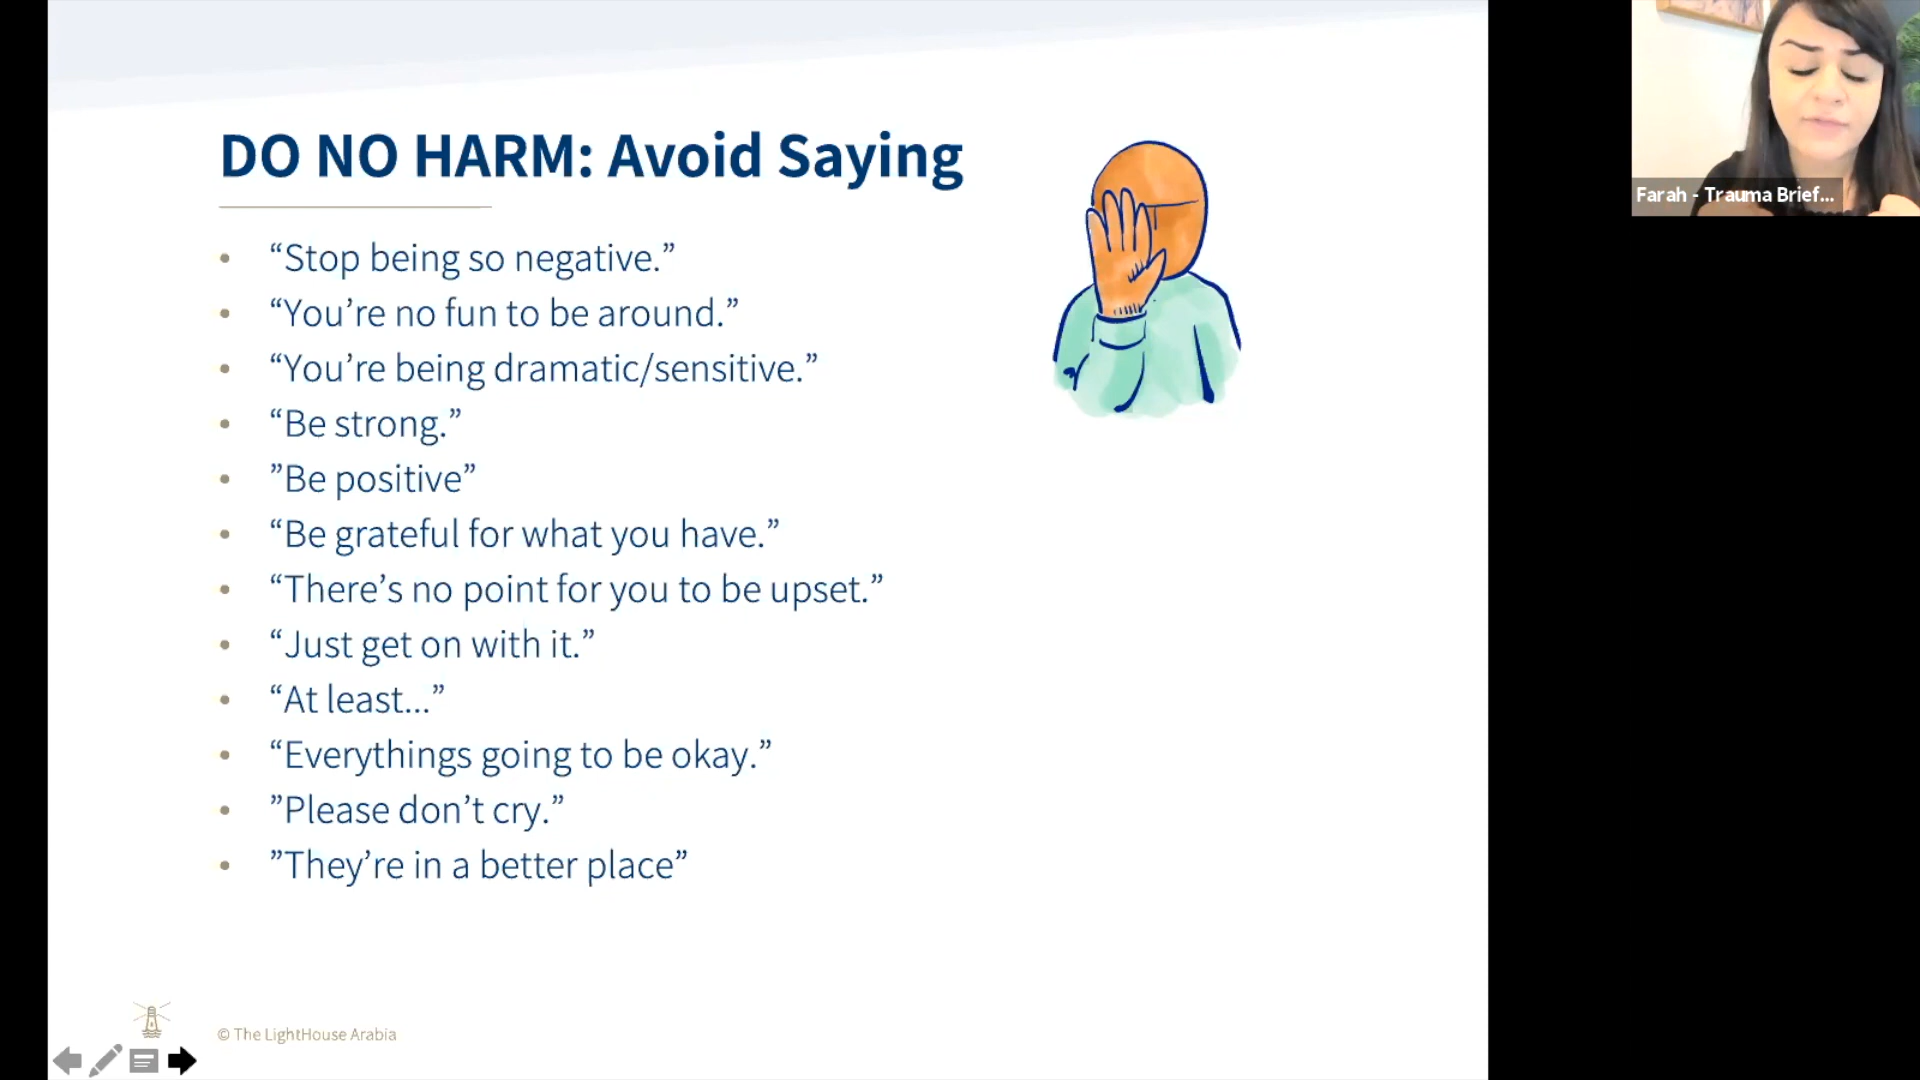 DO NO HARM: Avoid Saying
• “Stop being so negative.”
• “You’re no fun to be around.”
• “You’re being dramatic/sensitive.”
• “Be strong.”
• ”Be positive”
• “Be grateful for what you have.”
• “There’s no point for you to be upset.”
• “Just get on with it.”
• “At least...”
• “Everythings going to be okay.”
• ”Please don’t cry.”
• ”They’re in a better place”
© The LightHouse Arabia
Farah - Trauma Brief...